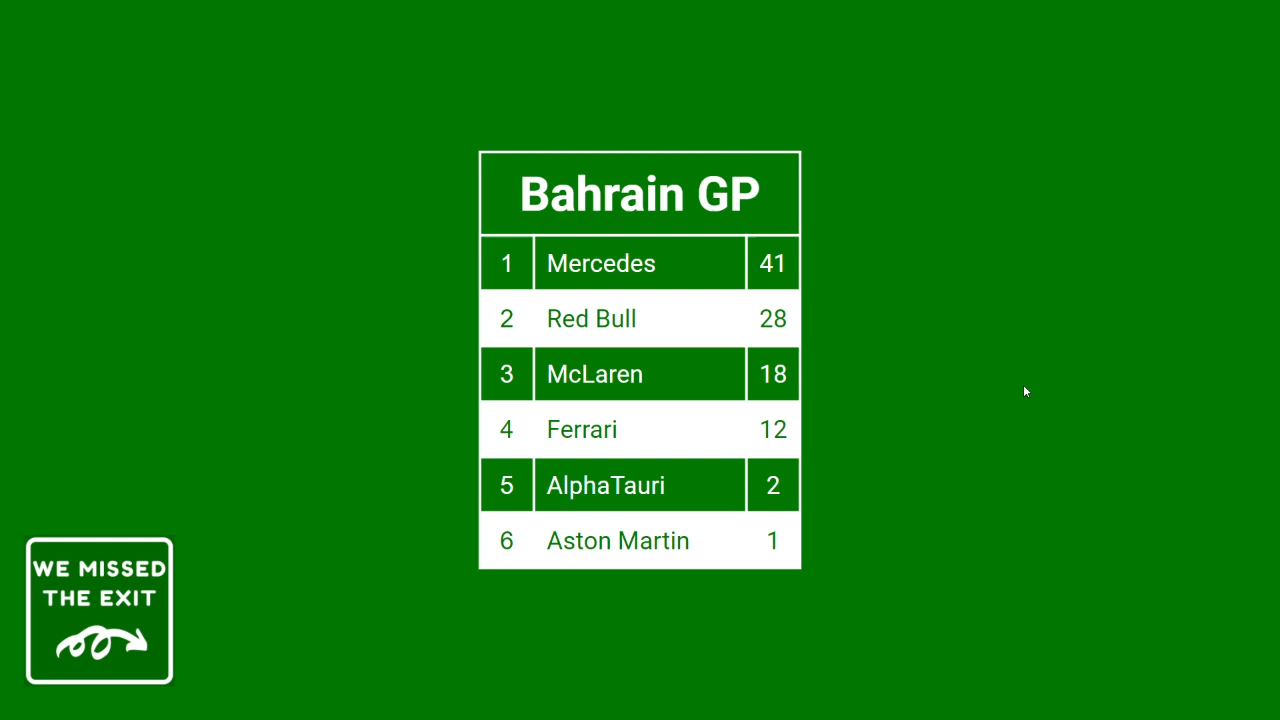 Bahrain GP
1 Mercedes 41
2 Red Bull 28
3 McLaren 18
4 Ferrari 12
5 AlphaTauri 2
6 Aston Martin 1
WE MISSED
THE EXIT